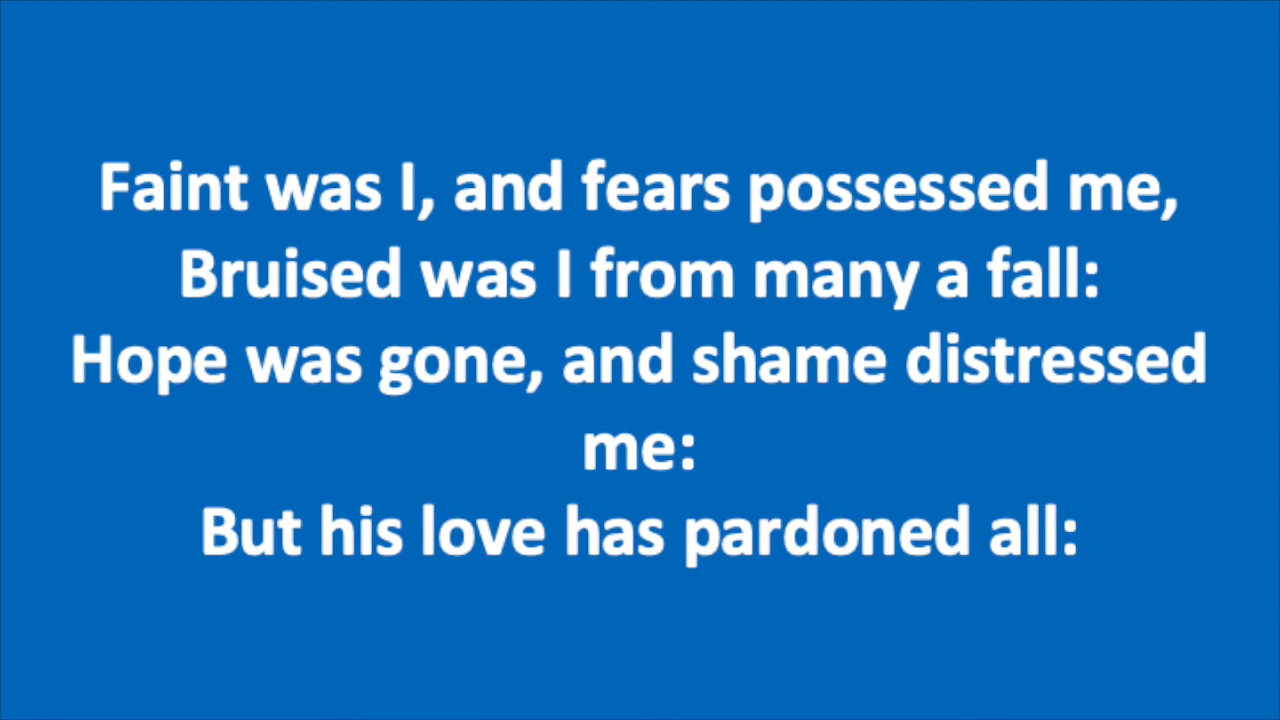 Faint was I, and fears possessed me,
Bruised was I from many a fall:
Hope was gone, and shame distressed
me:
But his love has pardoned all: